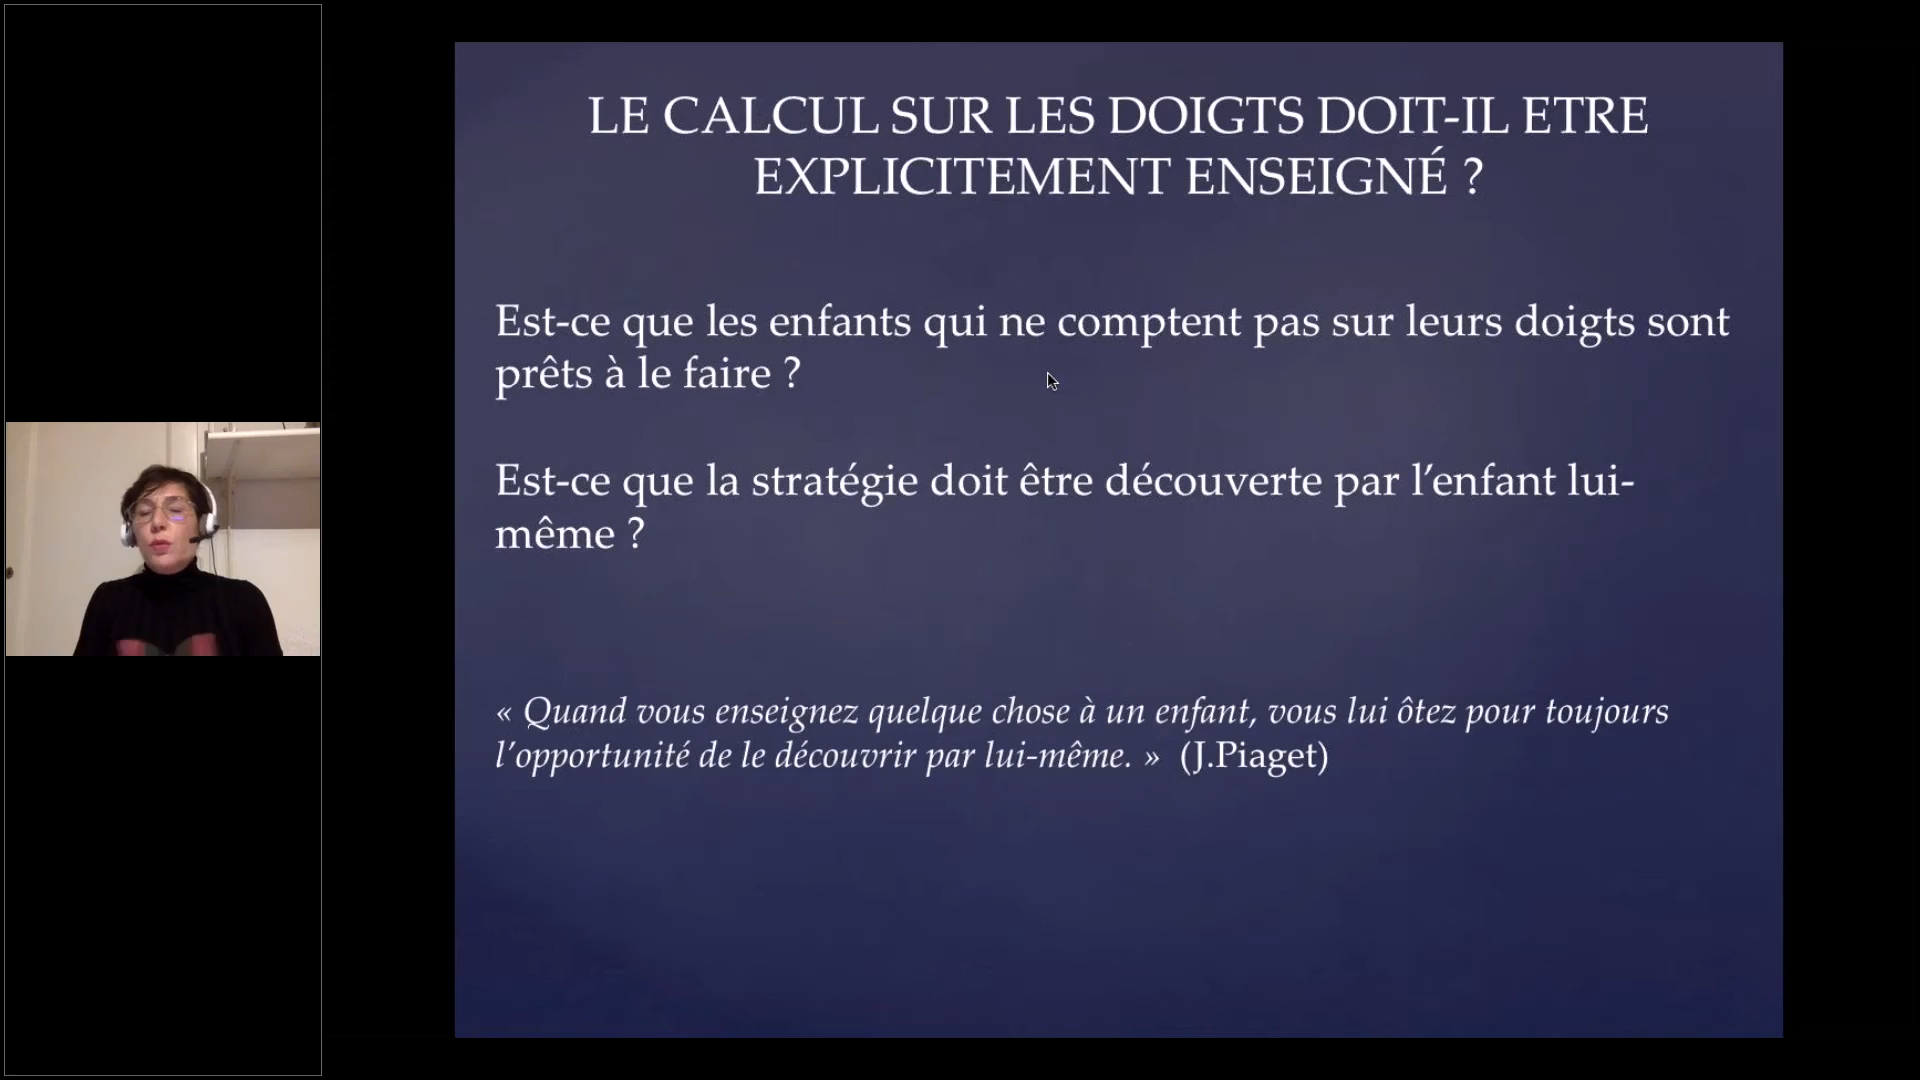 LE CALCUL SUR LES DOIGTS DOIT-IL ETRE
EXPLICITEMENT ENSEIGNÉ ?
Est-ce que les enfants qui ne comptent pas sur leurs doigts sont
prêts à le faire ?
Est-ce que la stratégie doit être découverte par l’enfant lui-
même ?
« Quand vous enseignez quelque chose à un enfant, vous lui ôtez pour toujours
l’opportunité de le découvrir par lui-même. » (J.Piaget)